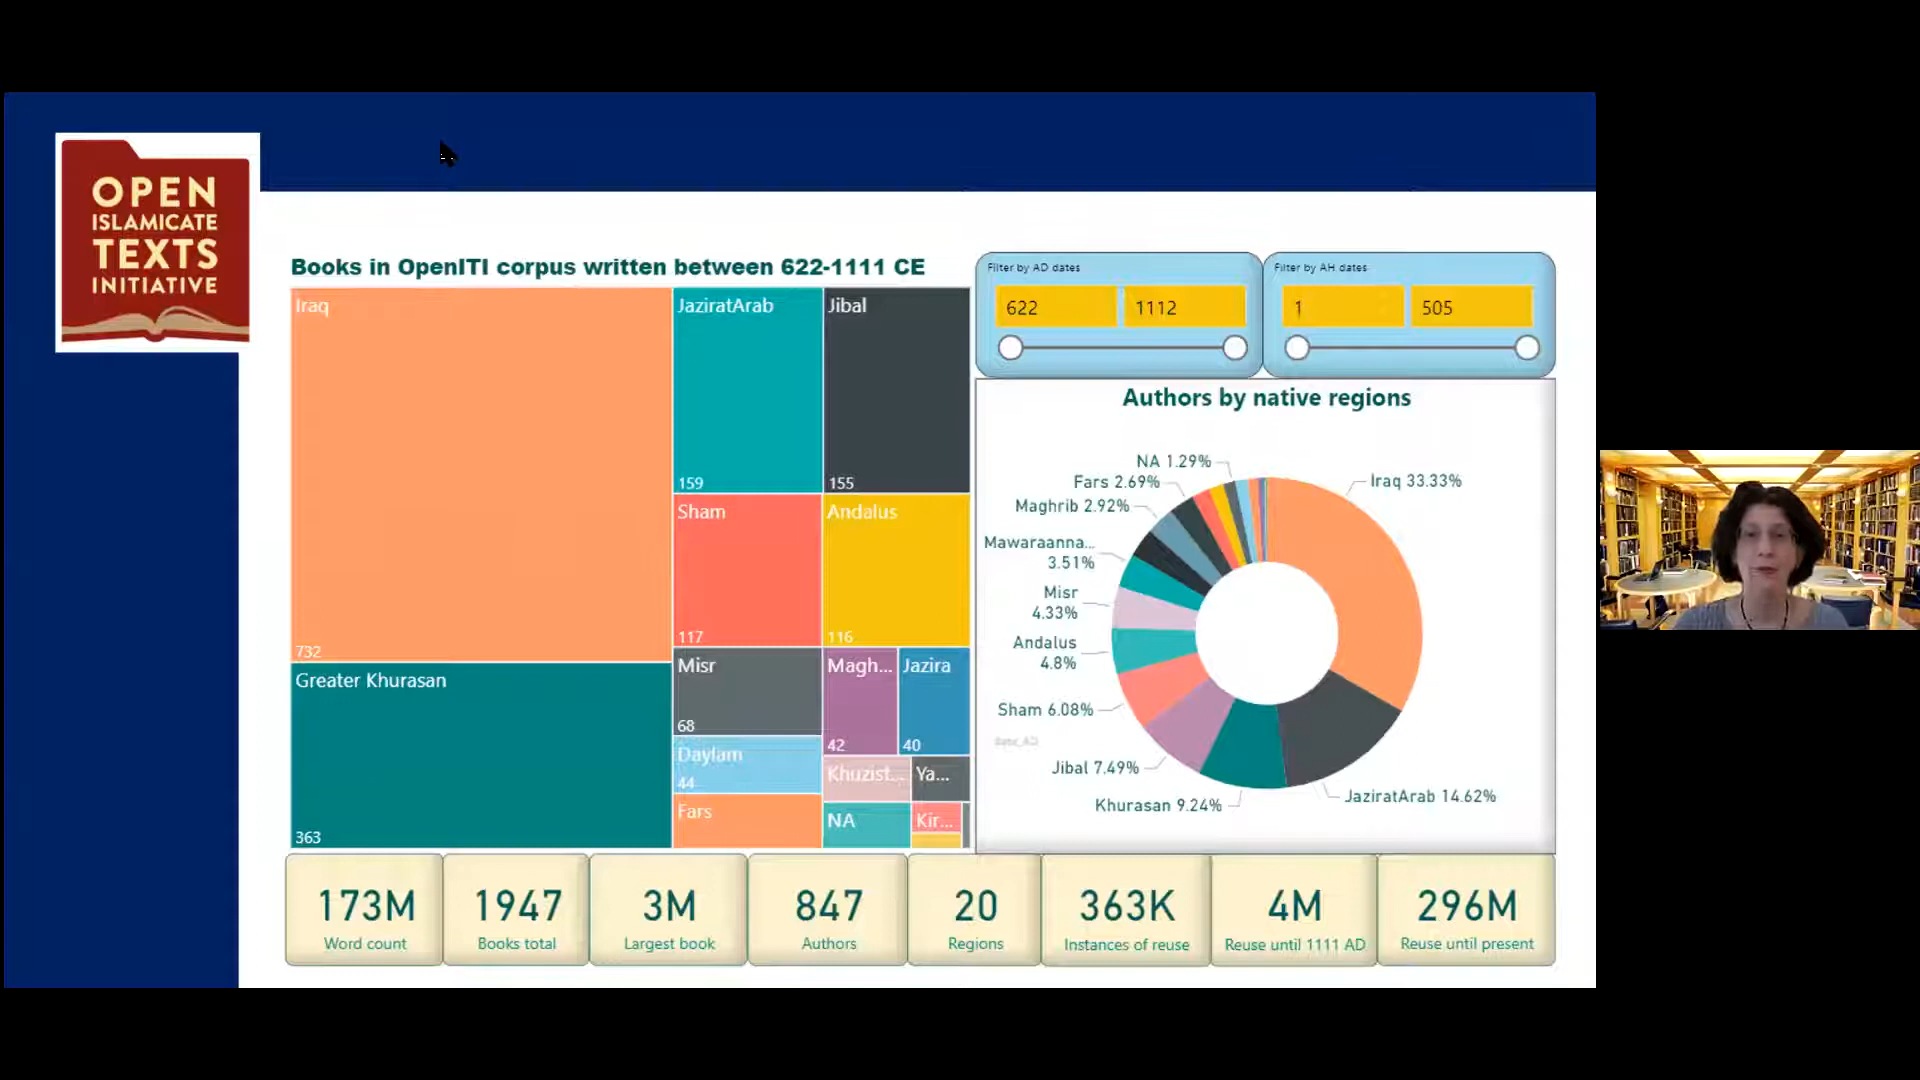 OPEN
ISLAMICATE
TEXTS
INITIATIVE
Books in OpenITI corpus written between 622-1111 CE
Iraq
732
Greater Khurasan
363
JaziratArab
159
Jibal
155
Sham
117
Andalus
116
Misr
68
Magh...
42
Jazira
40
Daylam
44
Khuzist...
Ya...
Fars
NA
Kir...
Filter by AD dates
622
1112
Filter by AH dates
1
505
Authors by native regions
NA 1.29%
Fars 2.69%
Maghrib 2.92%
Mawaraanna...
3.51%
Misr
4.33%
Andalus
4.8%
Sham 6.08%
date_AD
Jibal 7.49%
Khurasan 9.24%
JaziratArab 14.62%
Iraq 33.33%
173M
Word count
1947
Books total
3M
Largest book
847
Authors
20
Regions
363K
Instances of reuse
4M
Reuse until 1111 AD
296M
Reuse until present